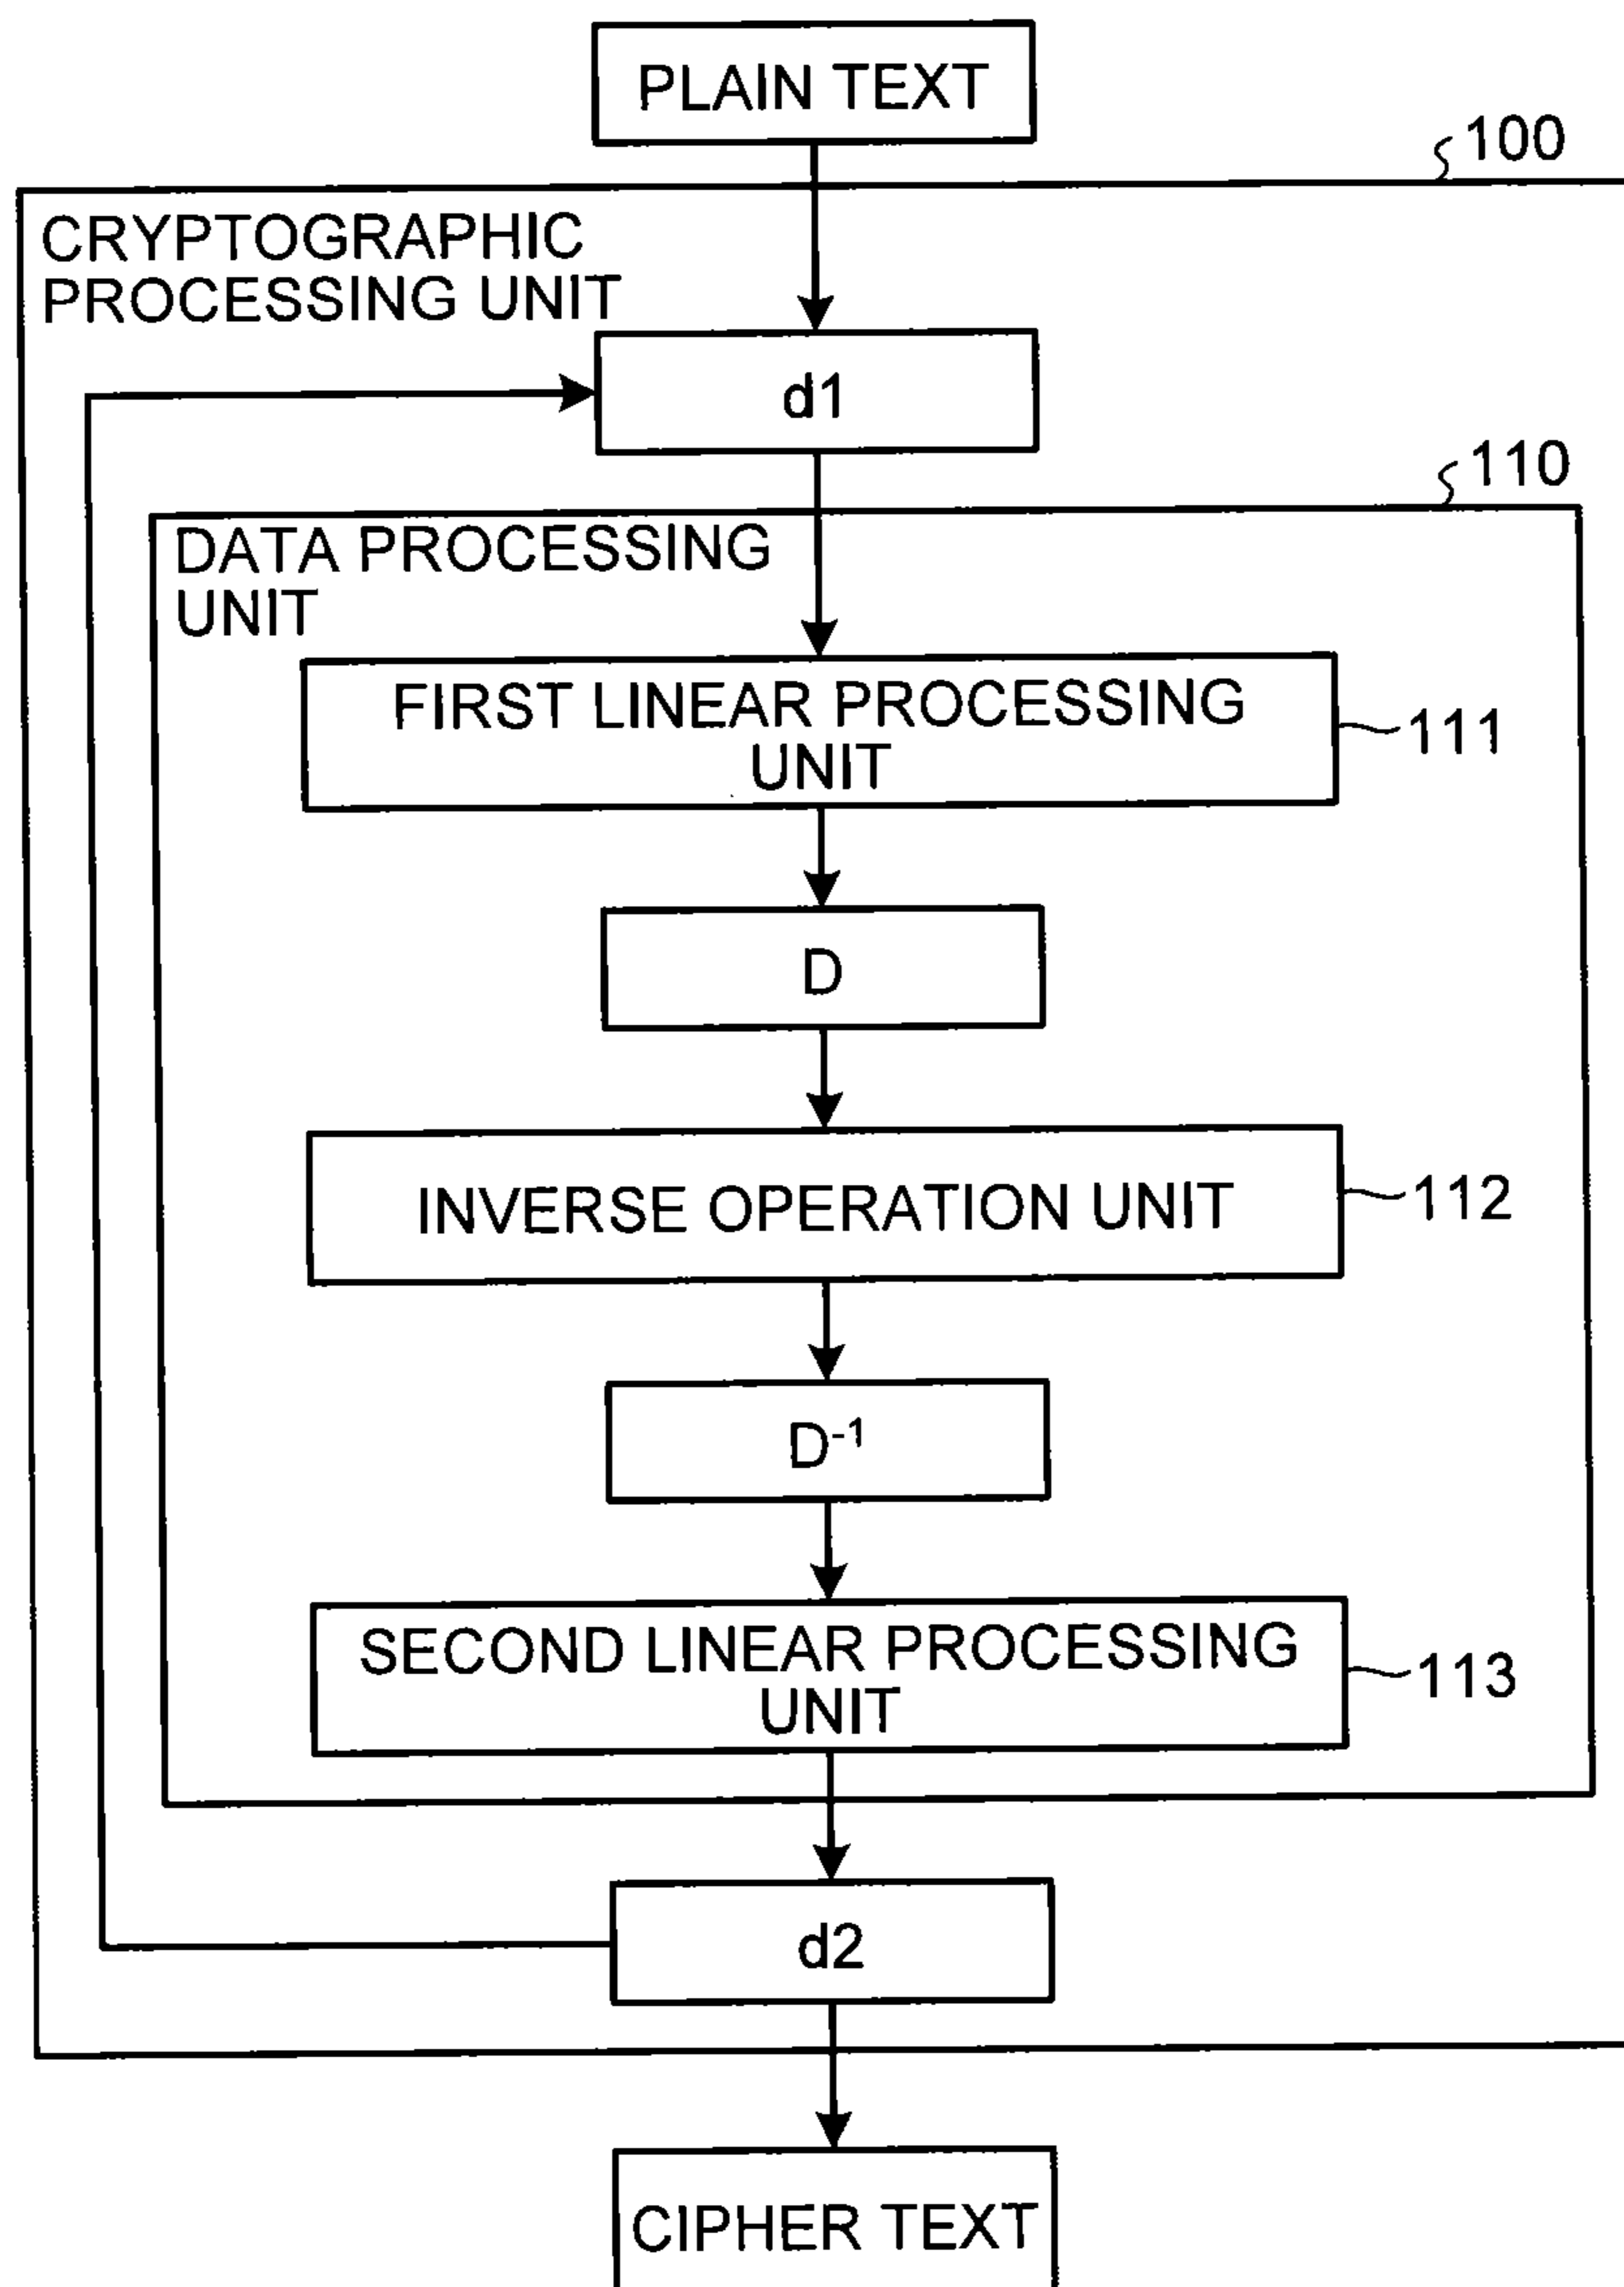 PLAIN TEXT
100
CRYPTOGRAPHIC
PROCESSING UNIT
d1
110
DATA PROCESSING
UNIT
FIRST LINEAR PROCESSING
UNIT
111
D
INVERSE OPERATION UNIT
112
D⁻¹
SECOND LINEAR PROCESSING
UNIT
113
d2
CIPHER TEXT